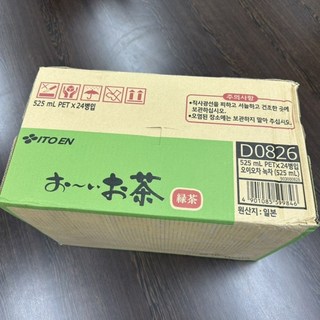 525 mL PET x 24병입
주의사항
•직사광선을 피하고 서늘하고 건조한 곳에
보관하십시오.
•오염된 장소에는 보관하지 말아 주십시오.
ITO EN
D0826
525 mL PET x 24병입
오이오차 녹차 (525 mL)
お〜いお茶
緑茶
4 901085 399846
원산지 : 일본